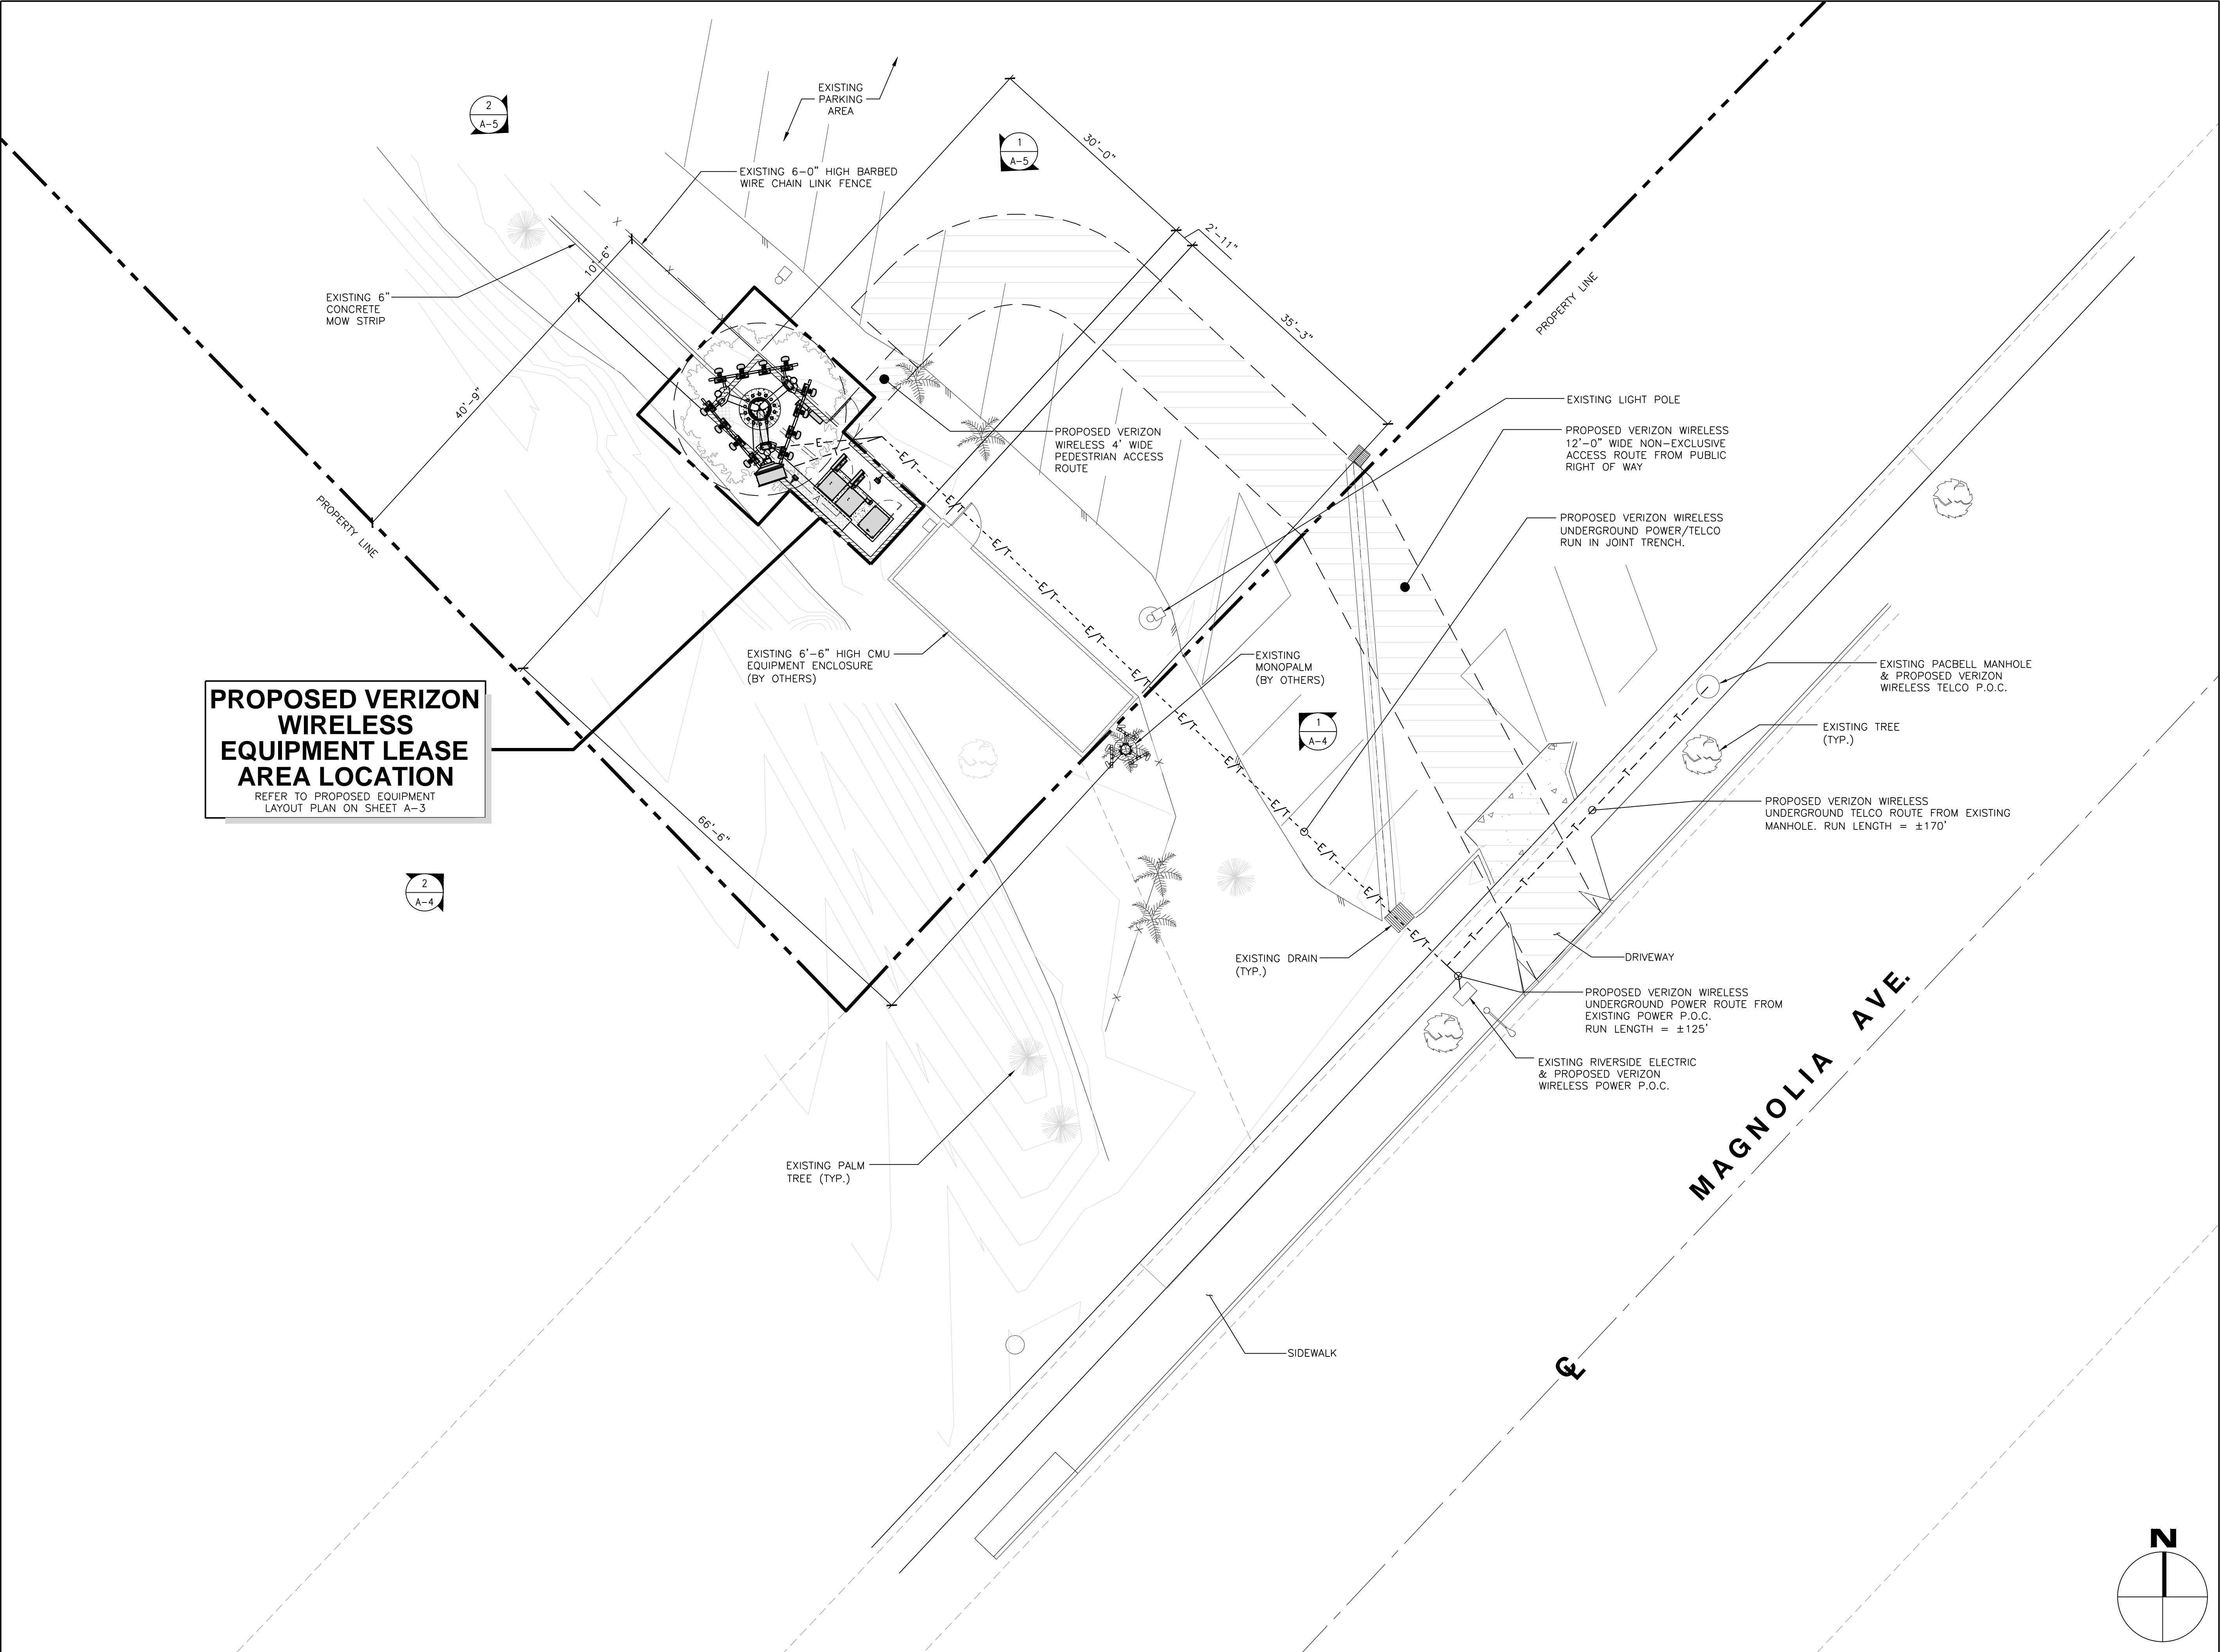 EXISTING
PARKING
AREA
2
A-5
1
A-5
30'-0"
EXISTING 6-0" HIGH BARBED
WIRE CHAIN LINK FENCE
2'-11"
10'-6"
EXISTING 6"
CONCRETE
MOW STRIP
35'-3"
PROPERTY LINE
40'-9"
EXISTING LIGHT POLE
PROPOSED VERIZON
WIRELESS 4' WIDE
PEDESTRIAN ACCESS
ROUTE
PROPOSED VERIZON WIRELESS
12'-0" WIDE NON-EXCLUSIVE
ACCESS ROUTE FROM PUBLIC
RIGHT OF WAY
PROPERTY LINE
E
E/T
E/T
E/T
E/T
E/T
E/T
E/T
E/T
E/T
E/T
E/T
E/T
PROPOSED VERIZON WIRELESS
UNDERGROUND POWER/TELCO
RUN IN JOINT TRENCH.
EXISTING 6'-6" HIGH CMU
EQUIPMENT ENCLOSURE
(BY OTHERS)
EXISTING
MONOPALM
(BY OTHERS)
EXISTING PACBELL MANHOLE
& PROPOSED VERIZON
WIRELESS TELCO P.O.C.
PROPOSED VERIZON
WIRELESS
EQUIPMENT LEASE
AREA LOCATION
REFER TO PROPOSED EQUIPMENT
LAYOUT PLAN ON SHEET A-3
1
A-4
EXISTING TREE
(TYP.)
T
T
T
T
T
PROPOSED VERIZON WIRELESS
UNDERGROUND TELCO ROUTE FROM EXISTING
MANHOLE. RUN LENGTH = ±170'
66'-6"
2
A-4
EXISTING DRAIN
(TYP.)
DRIVEWAY
PROPOSED VERIZON WIRELESS
UNDERGROUND POWER ROUTE FROM
EXISTING POWER P.O.C.
RUN LENGTH = ±125'
EXISTING RIVERSIDE ELECTRIC
& PROPOSED VERIZON
WIRELESS POWER P.O.C.
MAGNOLIA AVE.
EXISTING PALM
TREE (TYP.)
SIDEWALK
CL
N